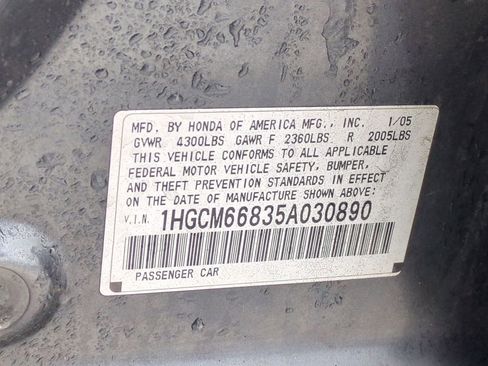 MFD. BY HONDA OF AMERICA MFG., INC. 1/05
GVWR 4300LBS GAWR F 2360LBS R 2005LBS
THIS VEHICLE CONFORMS TO ALL APPLICABLE
FEDERAL MOTOR VEHICLE SAFETY, BUMPER,
AND THEFT PREVENTION STANDARDS IN EFFECT
ON THE DATE OF MANUFACTURE SHOWN ABOVE:
V.I.N. 1HGCM66835A030890
PASSENGER CAR